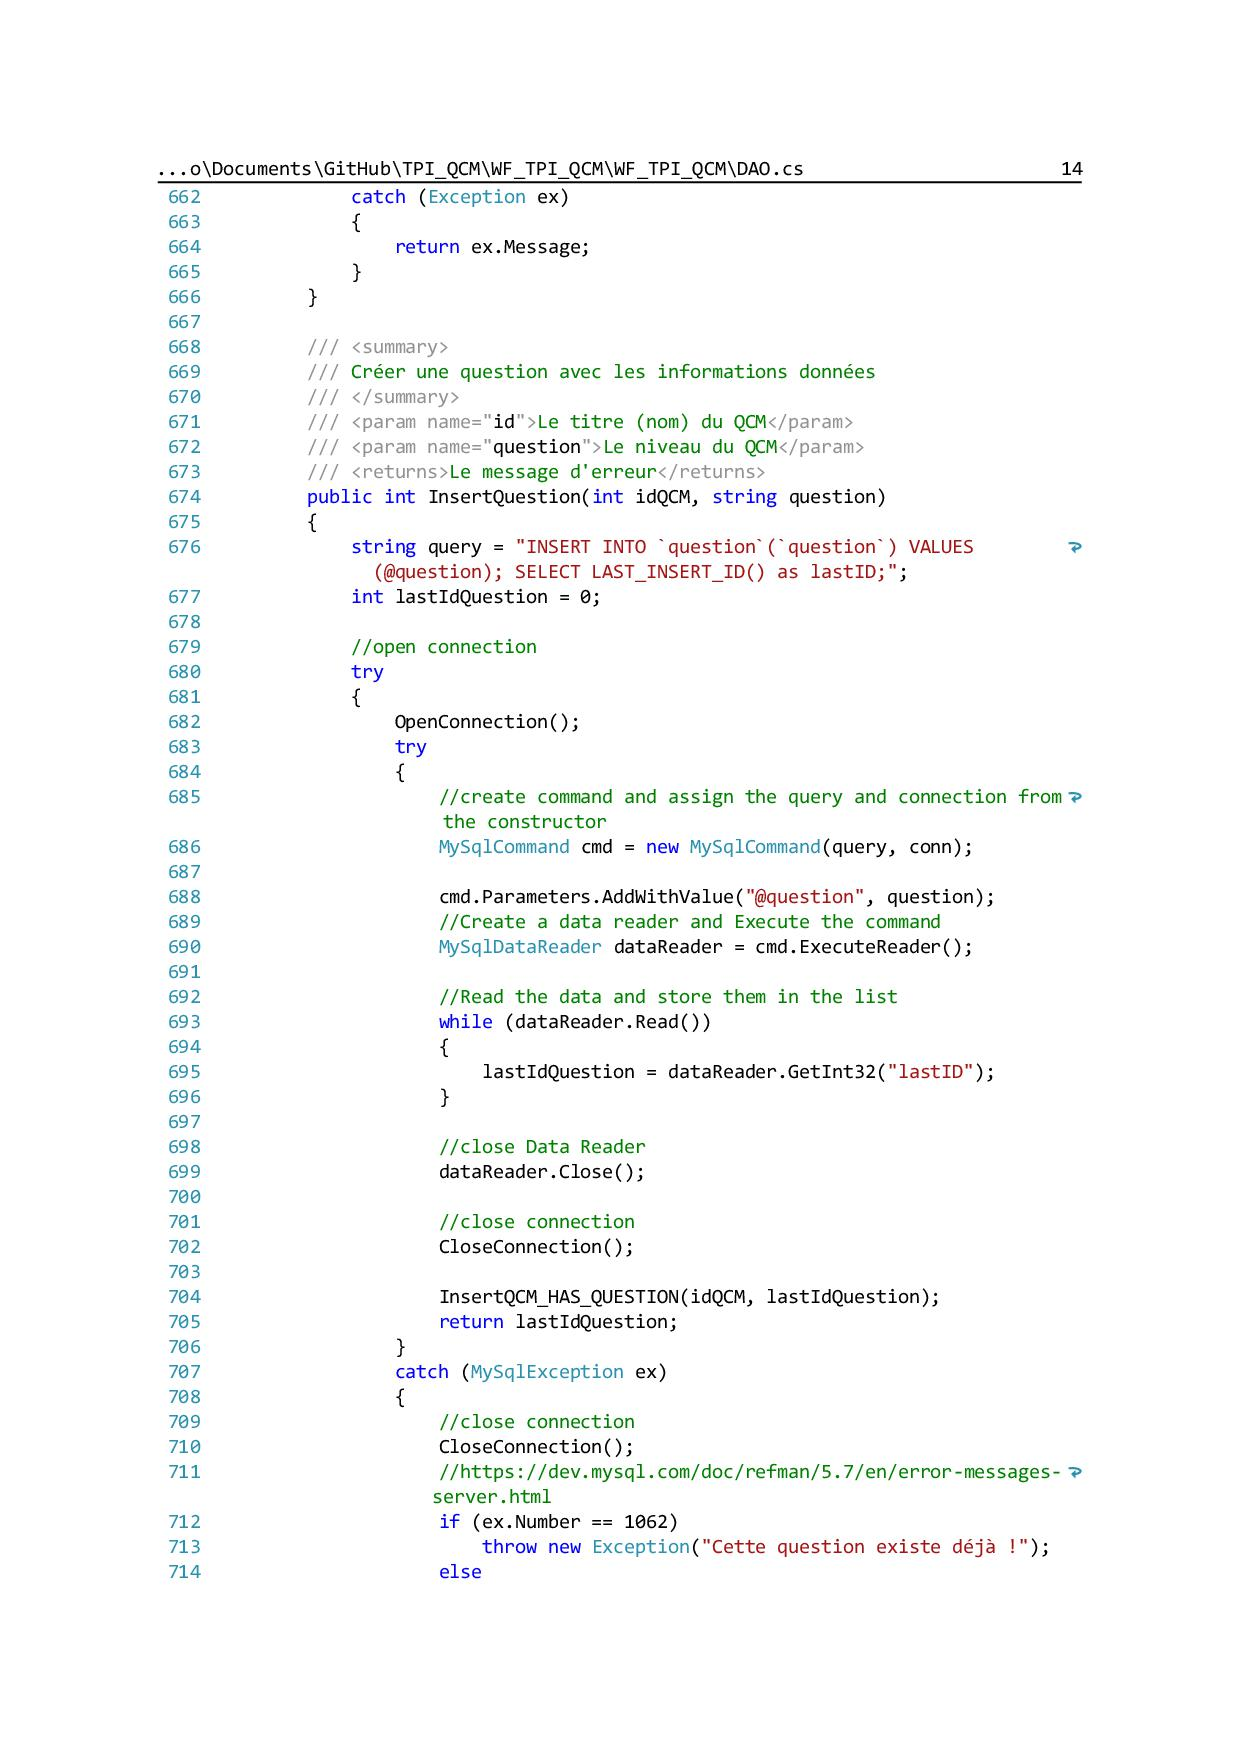 ...o\Documents\GitHub\TPI_QCM\WF_TPI_QCM\WF_TPI_QCM\DAO.cs 14
662 catch (Exception ex)
663 {
664 return ex.Message;
665 }
666 }
667
668 /// <summary>
669 /// Créer une question avec les informations données
670 /// </summary>
671 /// <param name="id">Le titre (nom) du QCM</param>
672 /// <param name="question">Le niveau du QCM</param>
673 /// <returns>Le message d'erreur</returns>
674 public int InsertQuestion(int idQCM, string question)
675 {
676 string query = "INSERT INTO `question`(`question`) VALUES
(@question); SELECT LAST_INSERT_ID() as lastID;";
677 int lastIdQuestion = 0;
678
679 //open connection
680 try
681 {
682 OpenConnection();
683 try
684 {
685 //create command and assign the query and connection from
the constructor
686 MySqlCommand cmd = new MySqlCommand(query, conn);
687
688 cmd.Parameters.AddWithValue("@question", question);
689 //Create a data reader and Execute the command
690 MySqlDataReader dataReader = cmd.ExecuteReader();
691
692 //Read the data and store them in the list
693 while (dataReader.Read())
694 {
695 lastIdQuestion = dataReader.GetInt32("lastID");
696 }
697
698 //close Data Reader
699 dataReader.Close();
700
701 //close connection
702 CloseConnection();
703
704 InsertQCM_HAS_QUESTION(idQCM, lastIdQuestion);
705 return lastIdQuestion;
706 }
707 catch (MySqlException ex)
708 {
709 //close connection
710 CloseConnection();
711 //https://dev.mysql.com/doc/refman/5.7/en/error-messages-
server.html
712 if (ex.Number == 1062)
713 throw new Exception("Cette question existe déjà !");
714 else